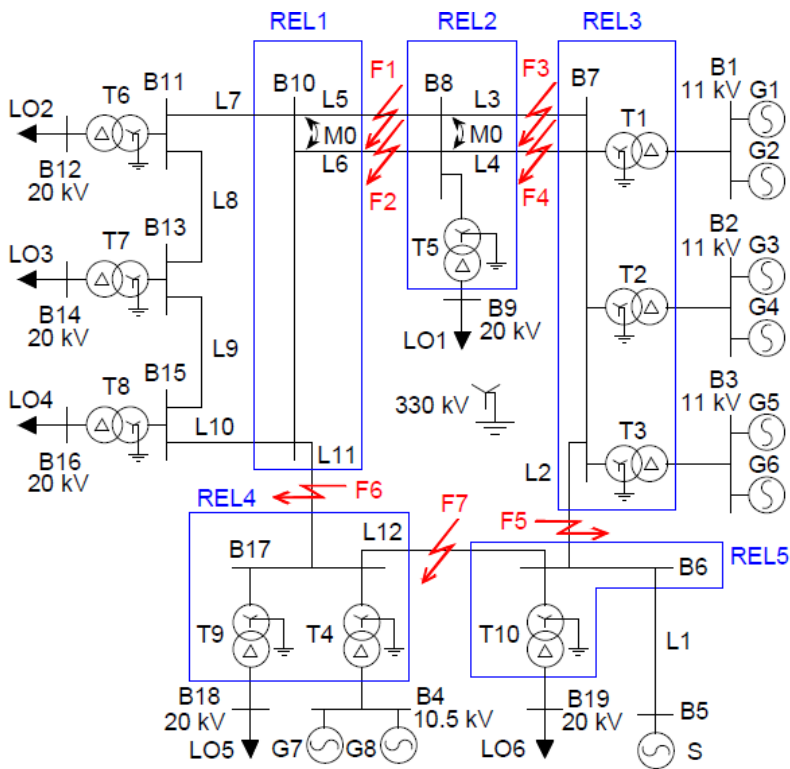 REL1
REL2
REL3
B11
B10
L5
F1
B8
L3
F3
B7
B1
11 kV
G1
T6
L7
T1
LO2
M0
M0
L6
F2
L4
F4
G2
B12
20 kV
L8
B2
11 kV
G3
B13
T7
T5
T2
LO3
G4
B14
20 kV
B9
20 kV
LO1
L9
B3
11 kV
G5
B15
T8
330 kV
T3
LO4
L10
G6
B16
20 kV
L11
L2
REL4
F6
F7
F5
L12
REL5
B17
B6
T9
T4
T10
L1
B18
20 kV
B4
10.5 kV
B19
20 kV
B5
LO5
G7
G8
LO6
S